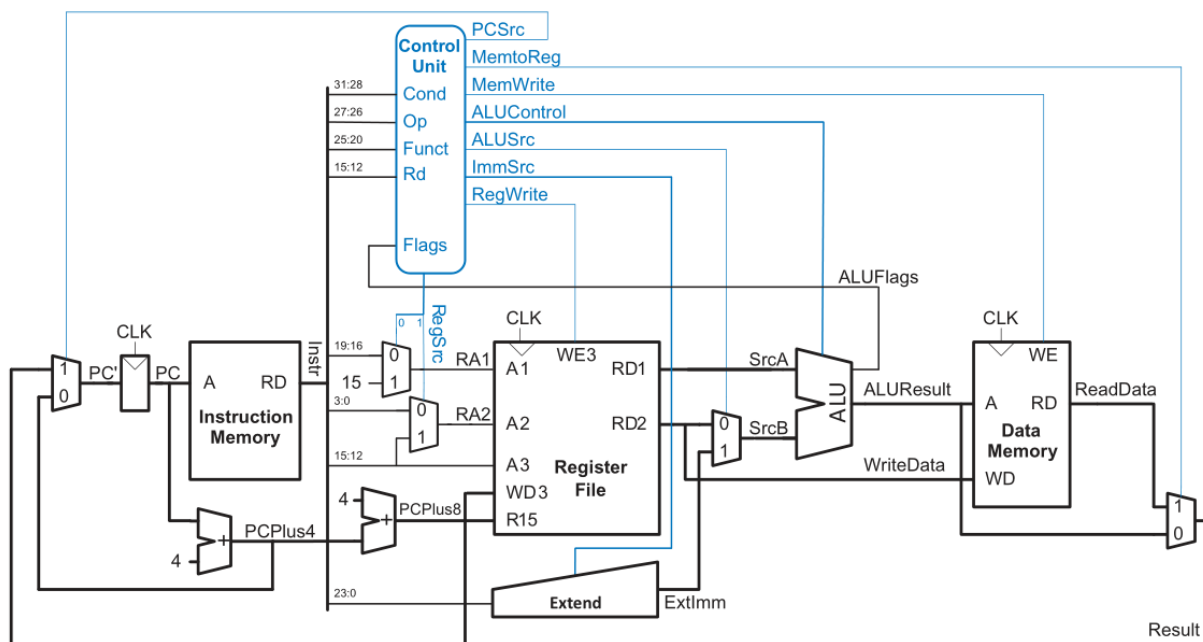 PCSrc
Control
Unit
MemtoReg
MemWrite
ALUControl
ALUSrc
ImmSrc
RegWrite
31:28
Cond
27:26
Op
25:20
Funct
15:12
Rd
Flags
ALUFlags
0 1
RegSrc
CLK
PC'
PC
1
0
A RD
Instruction
Memory
Instr
19:16
0
1
15
RA1
3:0
0
1
RA2
15:12
CLK
WE3
A1 RD1
A2 RD2
A3
WD3
R15
Register
File
SrcA
0
1
SrcB
ALU
ALUResult
WriteData
CLK
WE
A RD
Data
Memory
WD
ReadData
1
0
4
+
PCPlus4
4
+
PCPlus8
23:0
Extend
ExtImm
Result